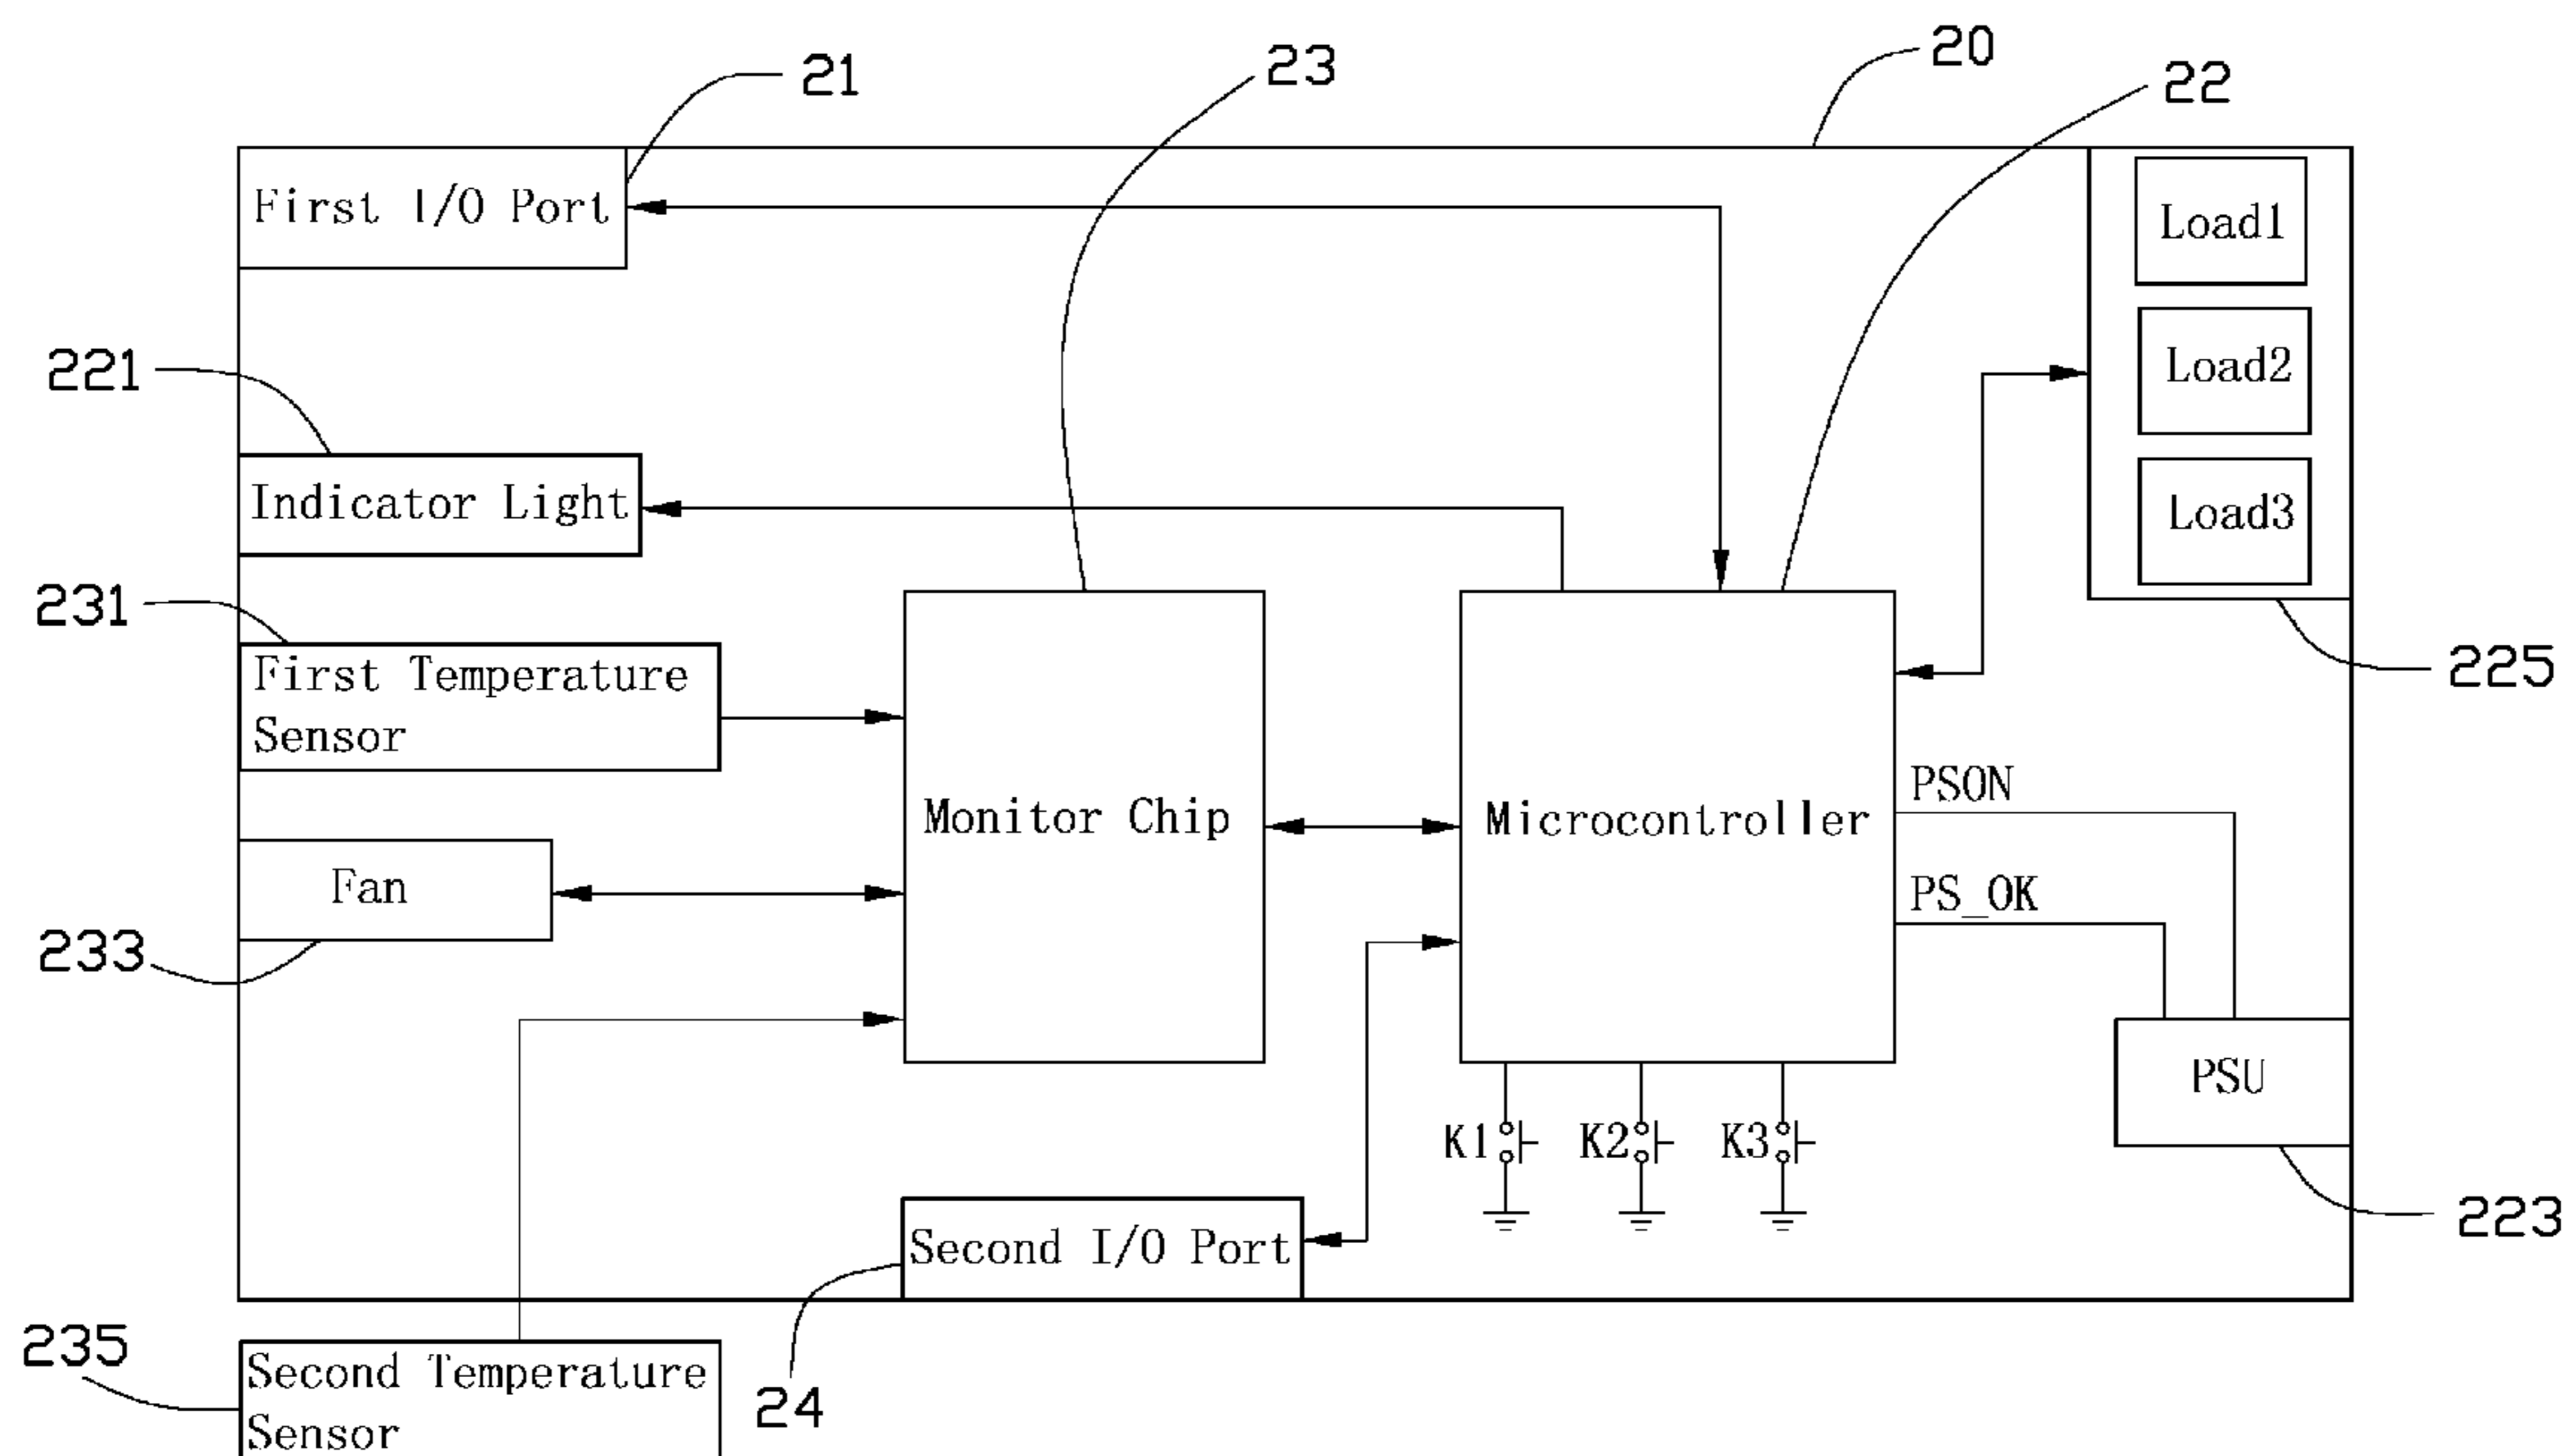 21
23
20
22
First I/O Port
Load1
Load2
Load3
221
Indicator Light
231
First Temperature
Sensor
225
Monitor Chip
Microcontroller
PSON
PS_OK
Fan
233
PSU
K1
K2
K3
223
Second I/O Port
24
235
Second Temperature
Sensor